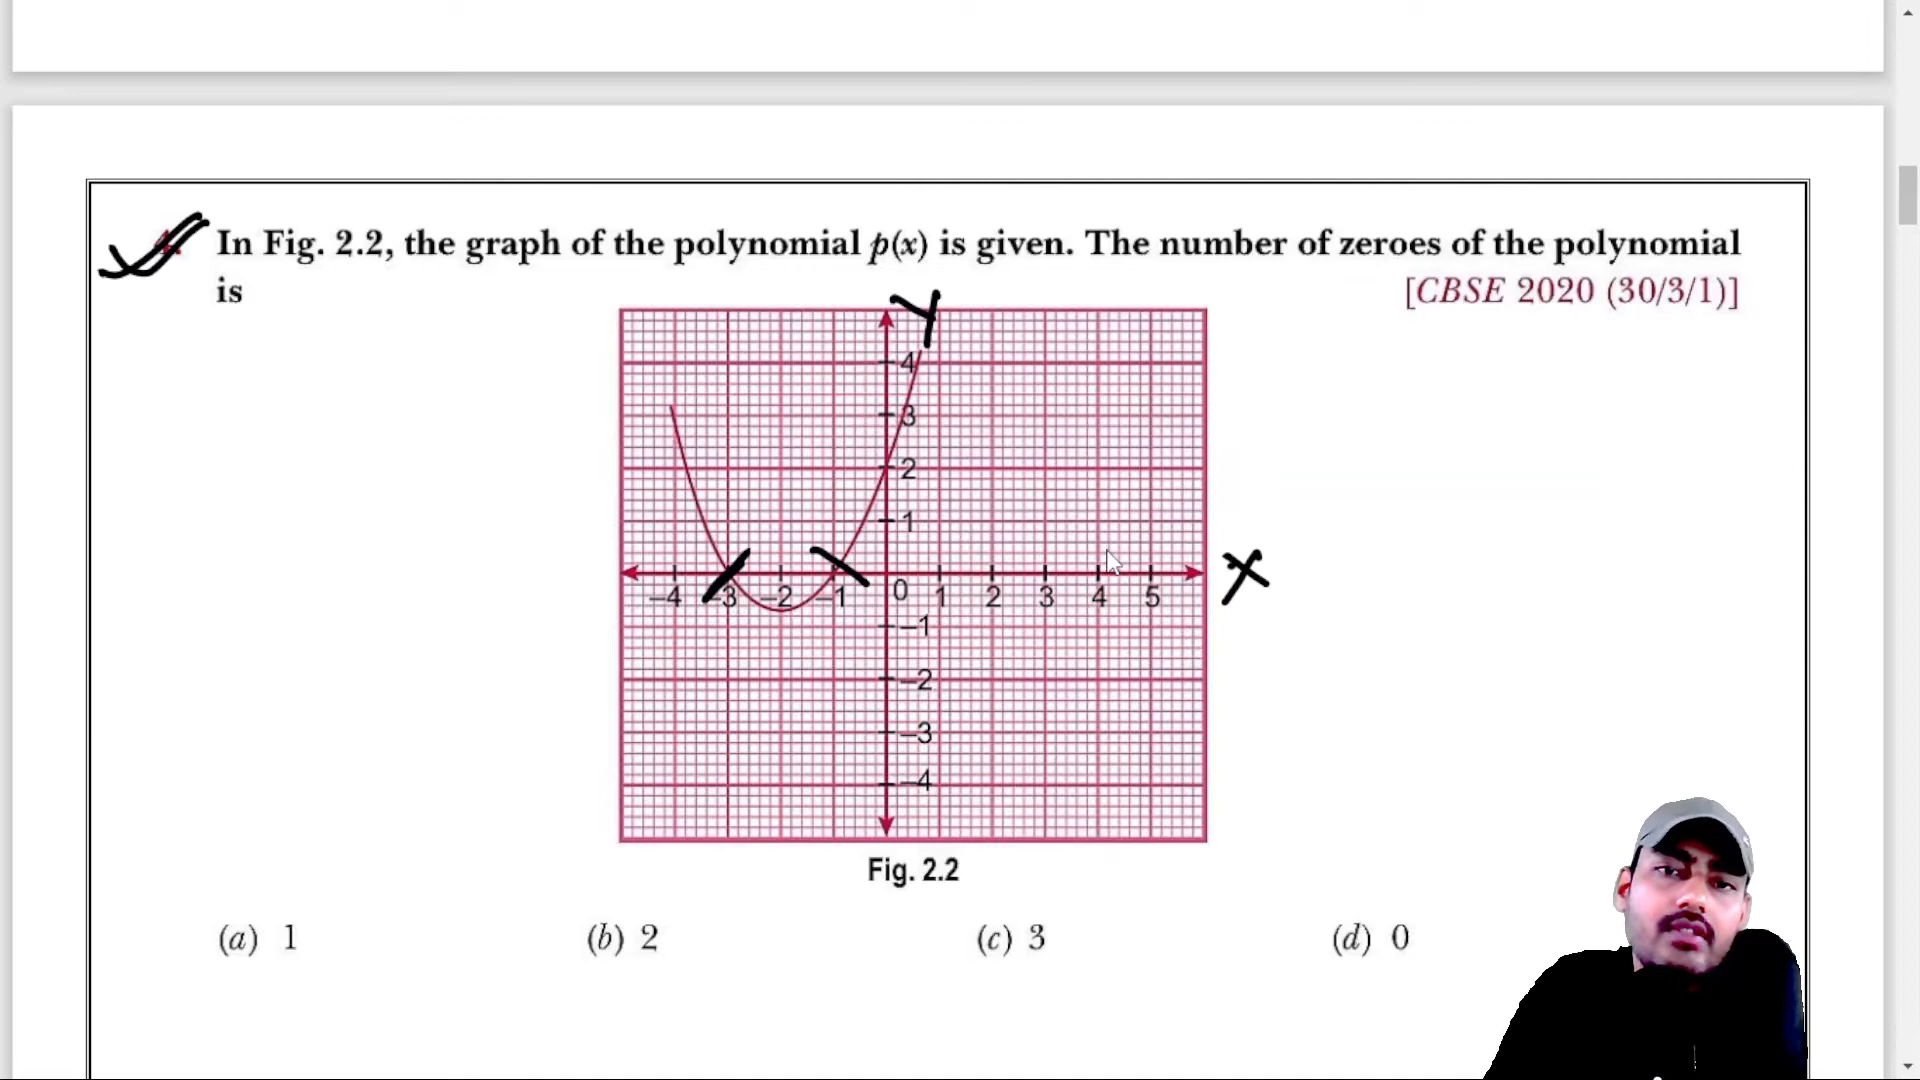 In Fig. 2.2, the graph of the polynomial p(x) is given. The number of zeroes of the polynomial
is [CBSE 2020 (30/3/1)]
Y
4
3
2
1
–4 –3 –2 –1 0 1 2 3 4 5 X
–1
–2
–3
–4
Fig. 2.2
(a) 1 (b) 2 (c) 3 (d) 0